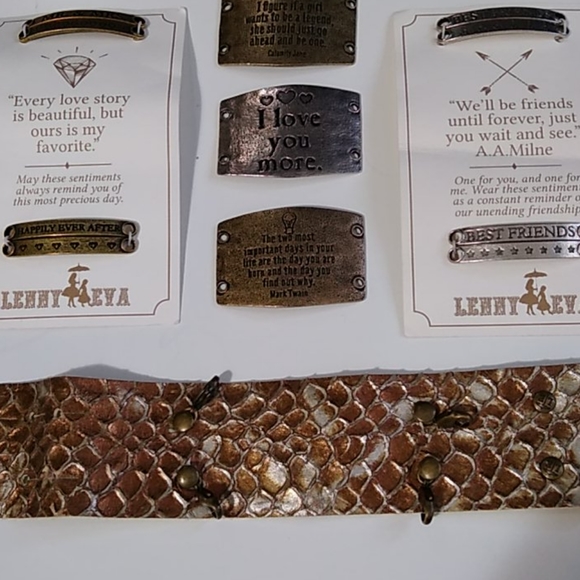 "Every love story
is beautiful, but
ours is my
favorite."
May these sentiments
always remind you of
this most precious day.
HAPPILY EVER AFTER
LENNY EVA
I figure if a girl
wants to be a legend,
she should just go
ahead and be one.
Calamity Jane
I love
you
more.
The two most
important days in your
life are the day you are
born and the day you
find out why.
Mark Twain
"We'll be friends
until forever, just
you wait and see."
A.A.Milne
One for you, and one for
me. Wear these sentiments
as a constant reminder of
our unending friendship.
BEST FRIENDS
LENNY EVA